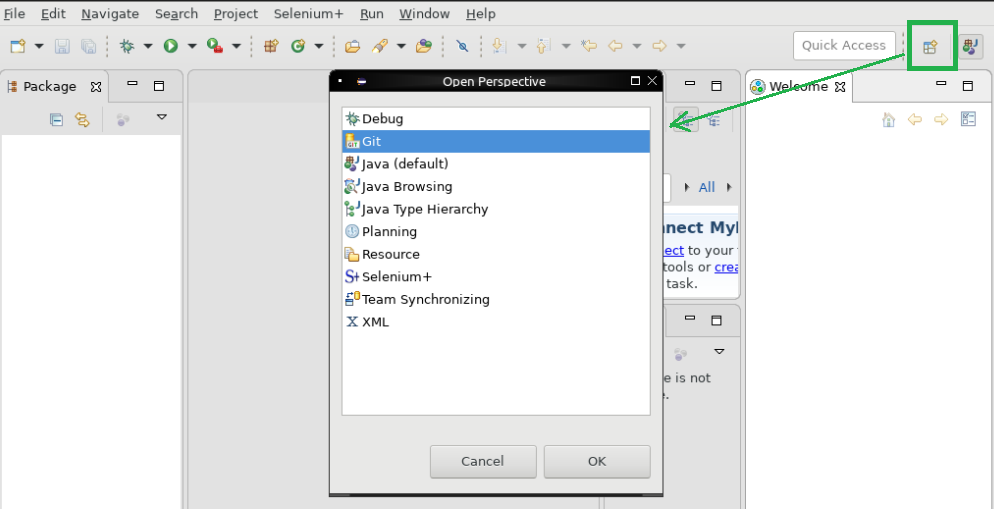 File Edit Navigate Search Project Selenium+ Run Window Help
Quick Access
Package
Open Perspective
Welcome
Debug
Git
Java (default)
Java Browsing
Java Type Hierarchy
Planning
Resource
Selenium+
Team Synchronizing
XML
All
nnect Myl
ect to your
tools or crea
task.
e is not
e.
Cancel OK